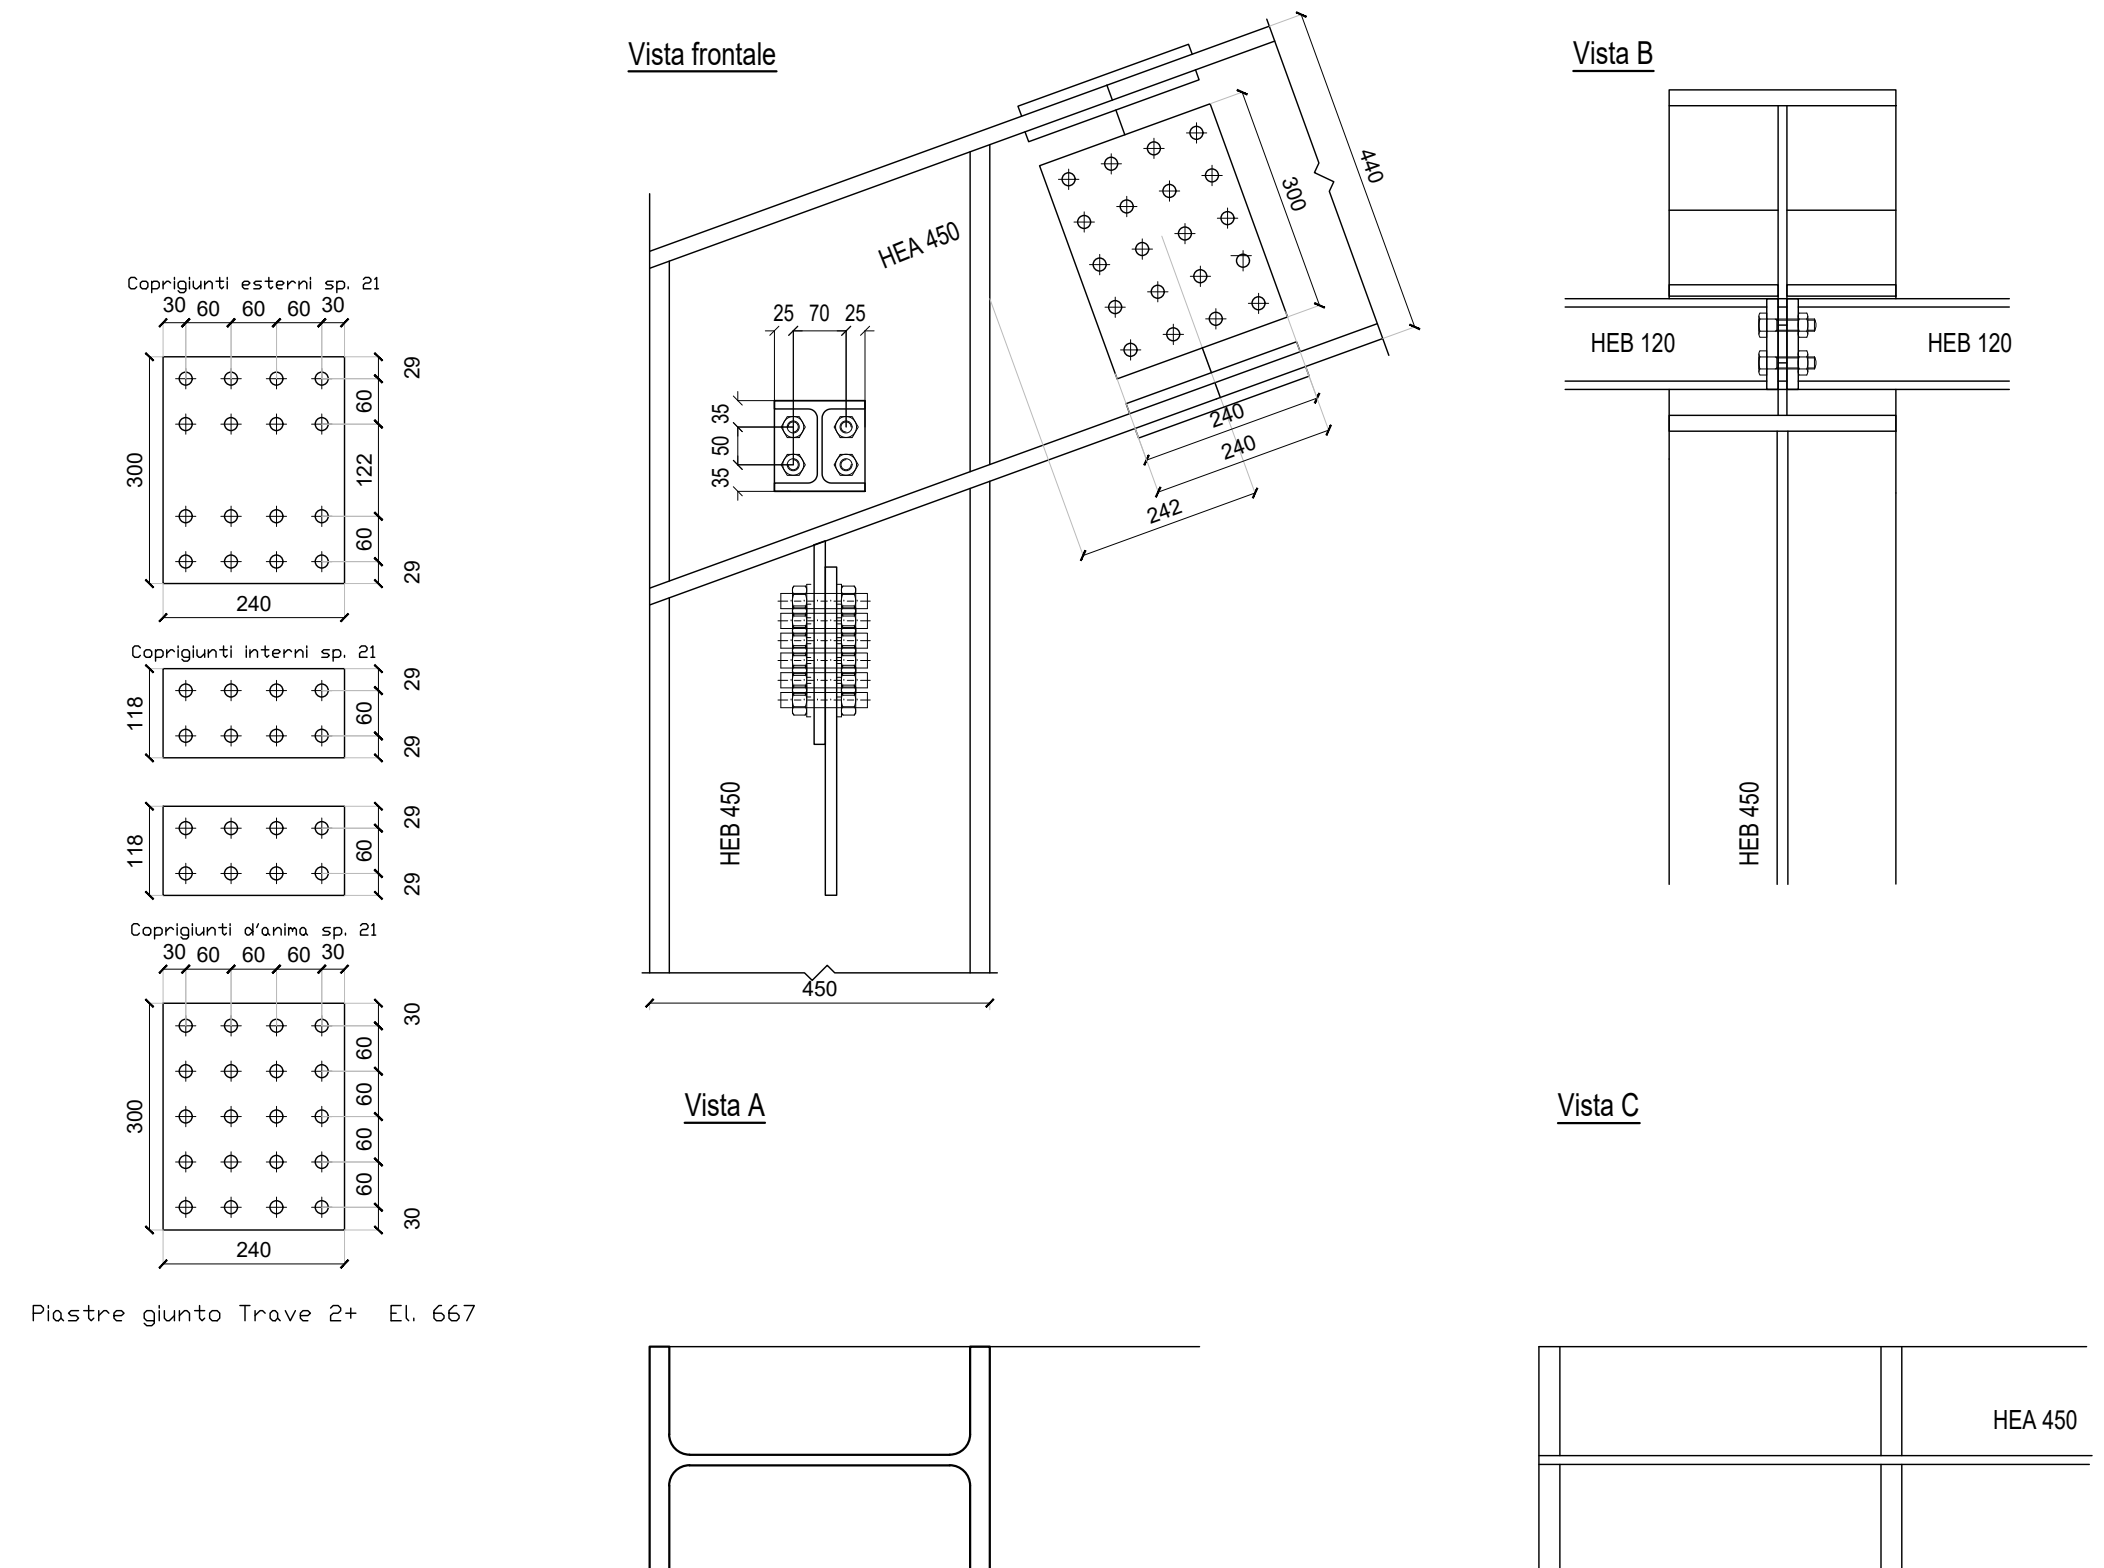 Vista frontale
Vista B
440
300
HEA 450
240
240
242
25 70 25
35
50
35
HEB 450
450
HEB 120
HEB 120
HEB 450
Coprigiunti esterni sp. 21
30 60 60 60 30
29
60
122
60
29
300
240
Coprigiunti interni sp. 21
118
29
60
29
118
29
60
29
Coprigiunti d'anima sp. 21
30 60 60 60 30
30
60
60
60
60
30
300
240
Piastre giunto Trave 2+ El. 667
Vista A
Vista C
HEA 450